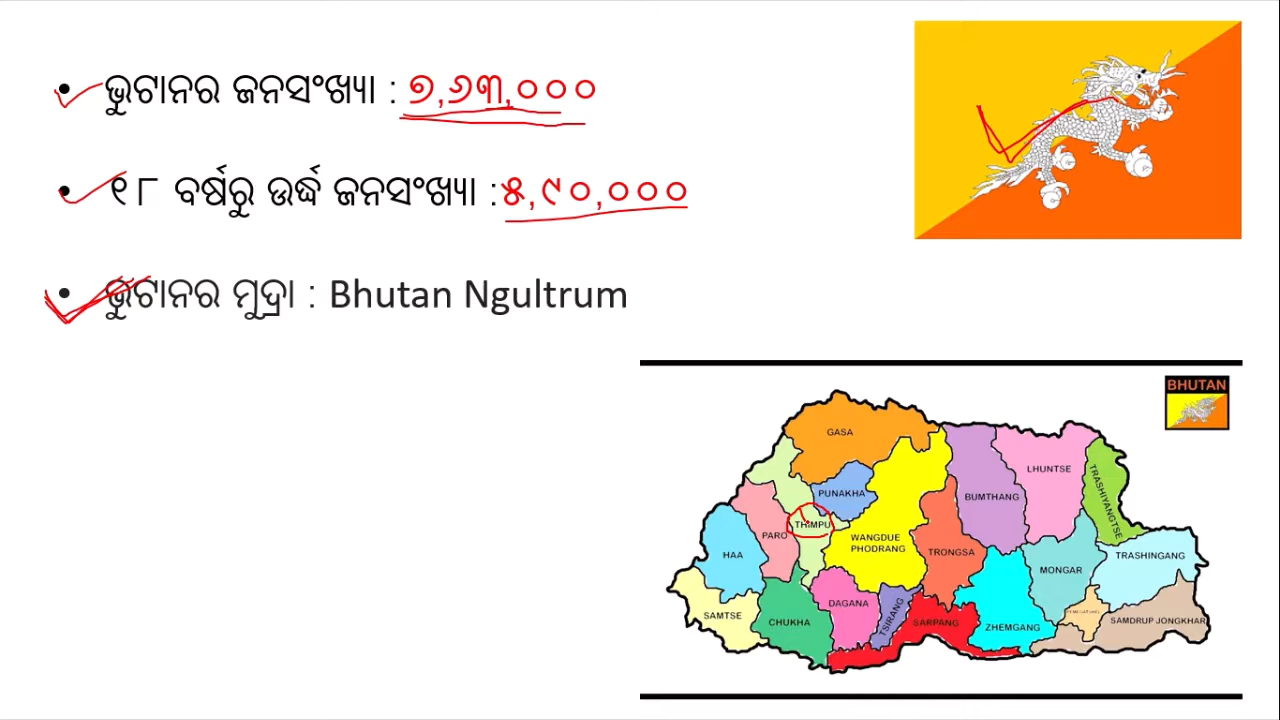 • ଭୁଟାନର ଜନସଂଖ୍ୟା : ୭,୬୩,୦୦୦
• ୧୮ ବର୍ଷରୁ ଉର୍ଦ୍ଧ ଜନସଂଖ୍ୟା :୫,୯୦,୦୦୦
• ଭୁଟାନର ମୁଦ୍ରା : Bhutan Ngultrum
BHUTAN
GASA
LHUNTSE
TRASHIYANGTSE
PUNAKHA
BUMTHANG
THIMPU
PARO
WANGDUE
PHODRANG
HAA
TRONGSA
TRASHINGANG
MONGAR
DAGANA
TSIRANG
SAMTSE
CHUKHA
SARPANG
ZHEMGANG
SAMDRUP JONGKHAR